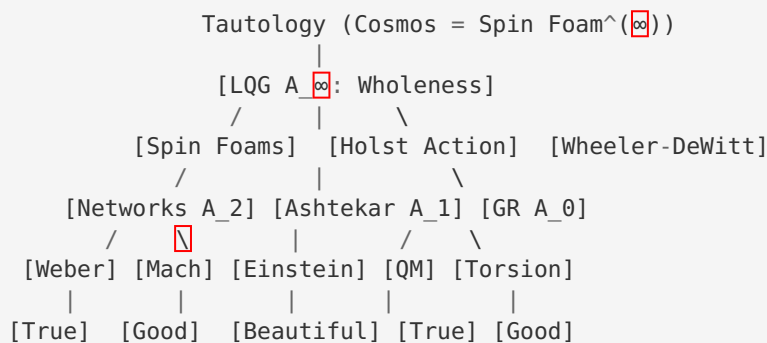 Tautology (Cosmos = Spin Foam^(∞))
|
[LQG A_∞: Wholeness]
/ | \
[Spin Foams] [Holst Action] [Wheeler-DeWitt]
/ | \
[Networks A_2] [Ashtekar A_1] [GR A_0]
/ \ | / \
[Weber] [Mach] [Einstein] [QM] [Torsion]
| | | | |
[True] [Good] [Beautiful] [True] [Good]